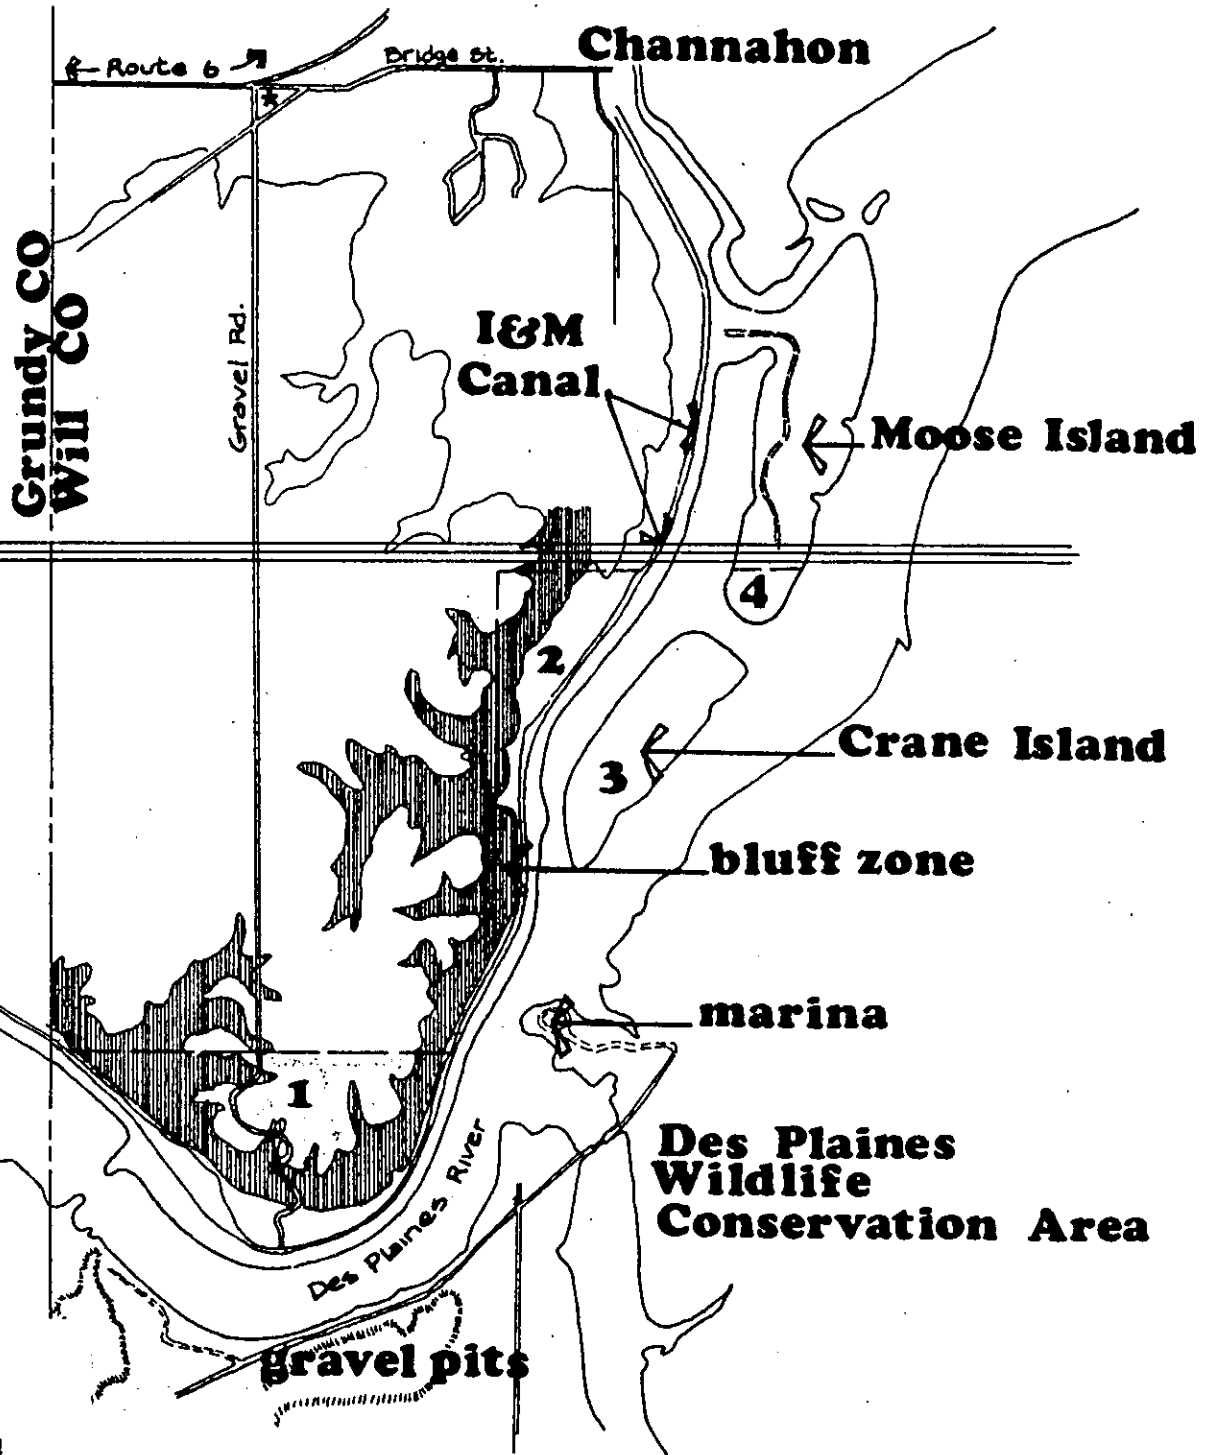 Channahon
Route 6
Bridge St.
Grundy CO
Will CO
Gravel Rd.
I&M
Canal
Moose Island
4
2
Crane Island
3
bluff zone
marina
1
Des Plaines River
Des Plaines
Wildlife
Conservation Area
gravel pits